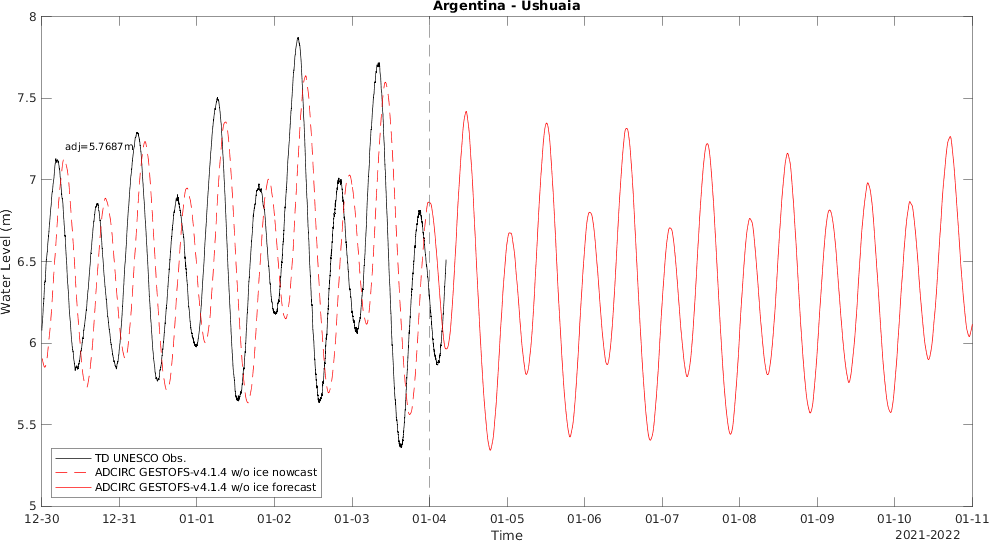 Argentina - Ushuaia
8
7.5
7
6.5
6
5.5
5
Water Level (m)
adj=5.7687m
TD UNESCO Obs.
ADCIRC GESTOFS-v4.1.4 w/o ice nowcast
ADCIRC GESTOFS-v4.1.4 w/o ice forecast
12-30 12-31 01-01 01-02 01-03 01-04 01-05 01-06 01-07 01-08 01-09 01-10 01-11
Time
2021-2022